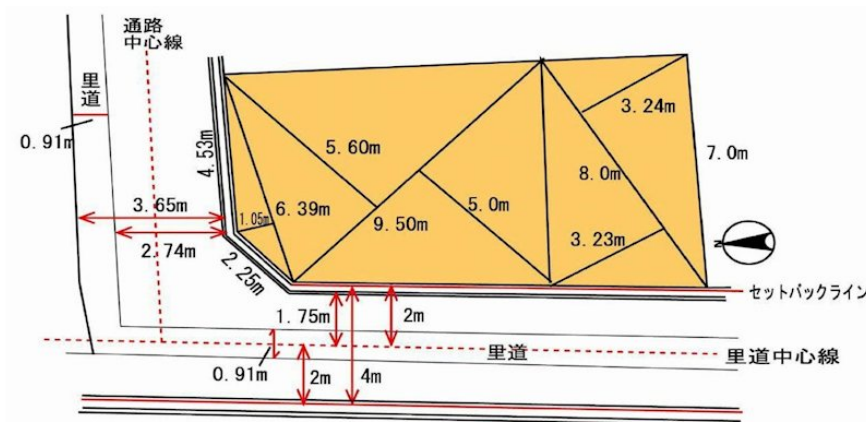 通路
中心線
里道
0.91m
4.53m
3.65m
2.74m
2.25m
1.05m
6.39m
5.60m
9.50m
5.0m
8.0m
3.24m
3.23m
7.0m
N
セットバックライン
1.75m
2m
里道
里道中心線
0.91m
2m
4m